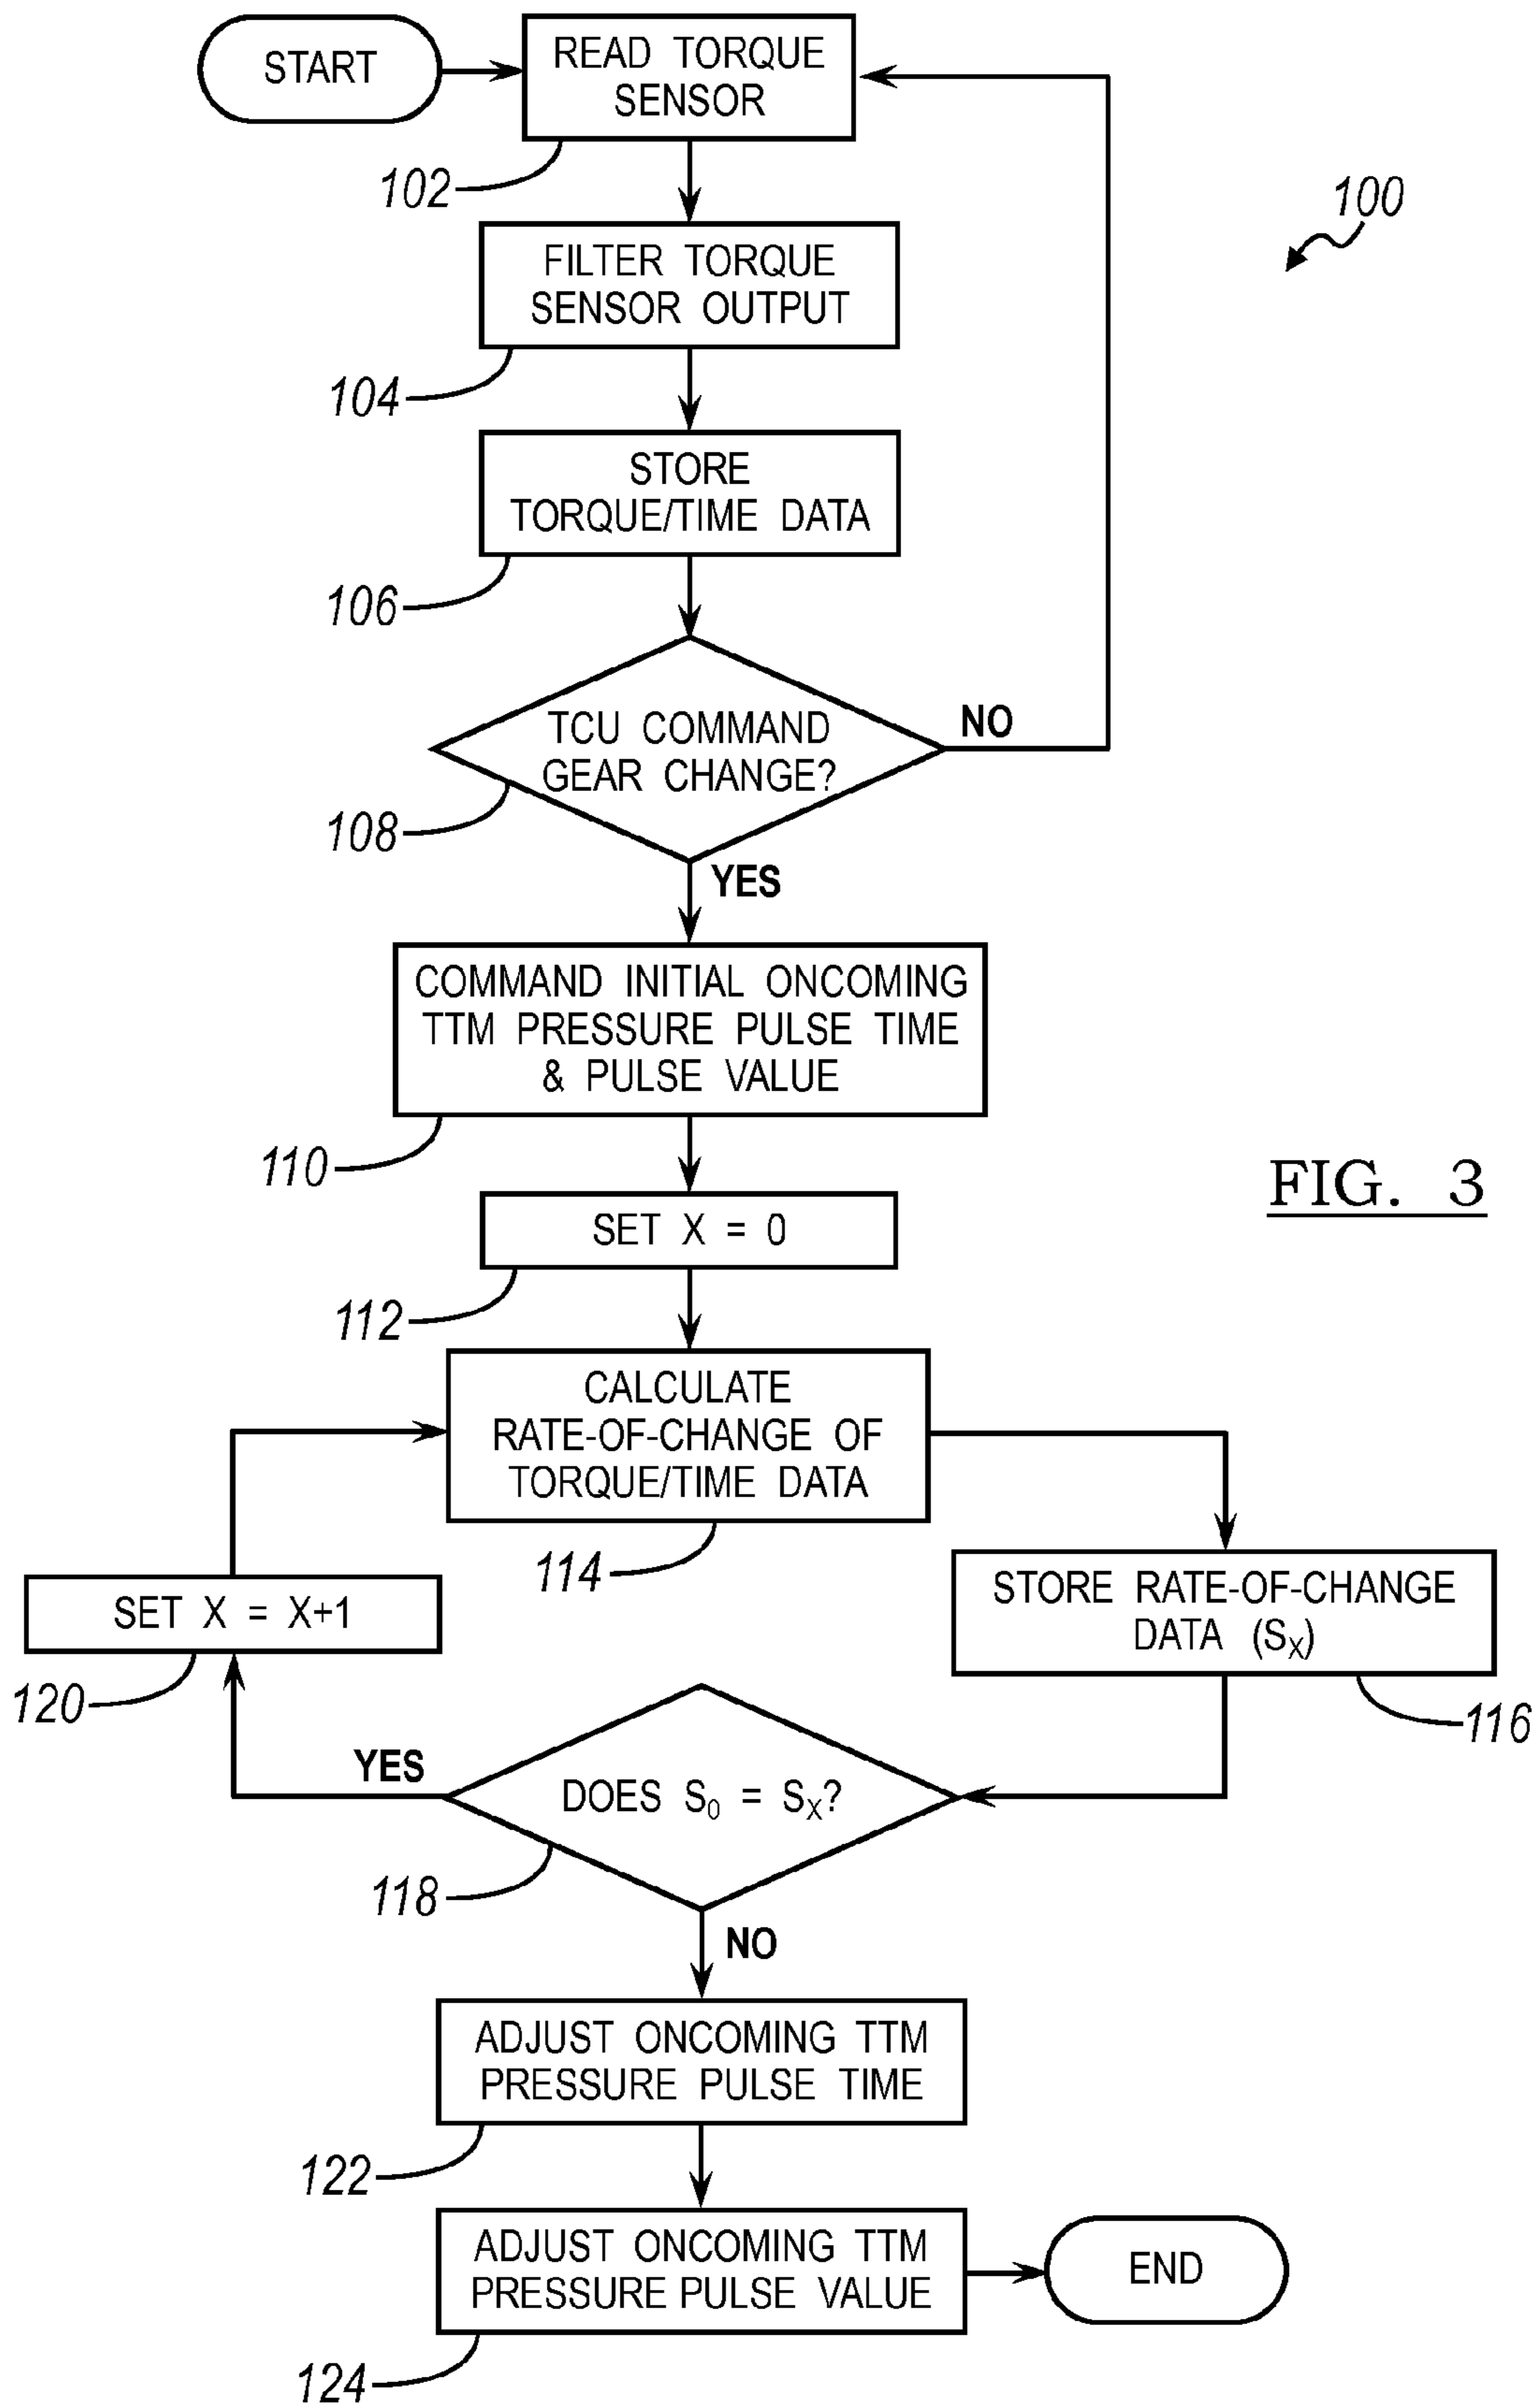 START
READ TORQUE
SENSOR
102
100
FILTER TORQUE
SENSOR OUTPUT
104
STORE
TORQUE/TIME DATA
106
TCU COMMAND
GEAR CHANGE?
NO
108
YES
COMMAND INITIAL ONCOMING
TTM PRESSURE PULSE TIME
& PULSE VALUE
110
FIG. 3
SET X = 0
112
CALCULATE
RATE-OF-CHANGE OF
TORQUE/TIME DATA
114
STORE RATE-OF-CHANGE
DATA (Sₓ)
116
SET X = X+1
120
YES
DOES S₀ = Sₓ?
118
NO
ADJUST ONCOMING TTM
PRESSURE PULSE TIME
122
ADJUST ONCOMING TTM
PRESSURE PULSE VALUE
124
END